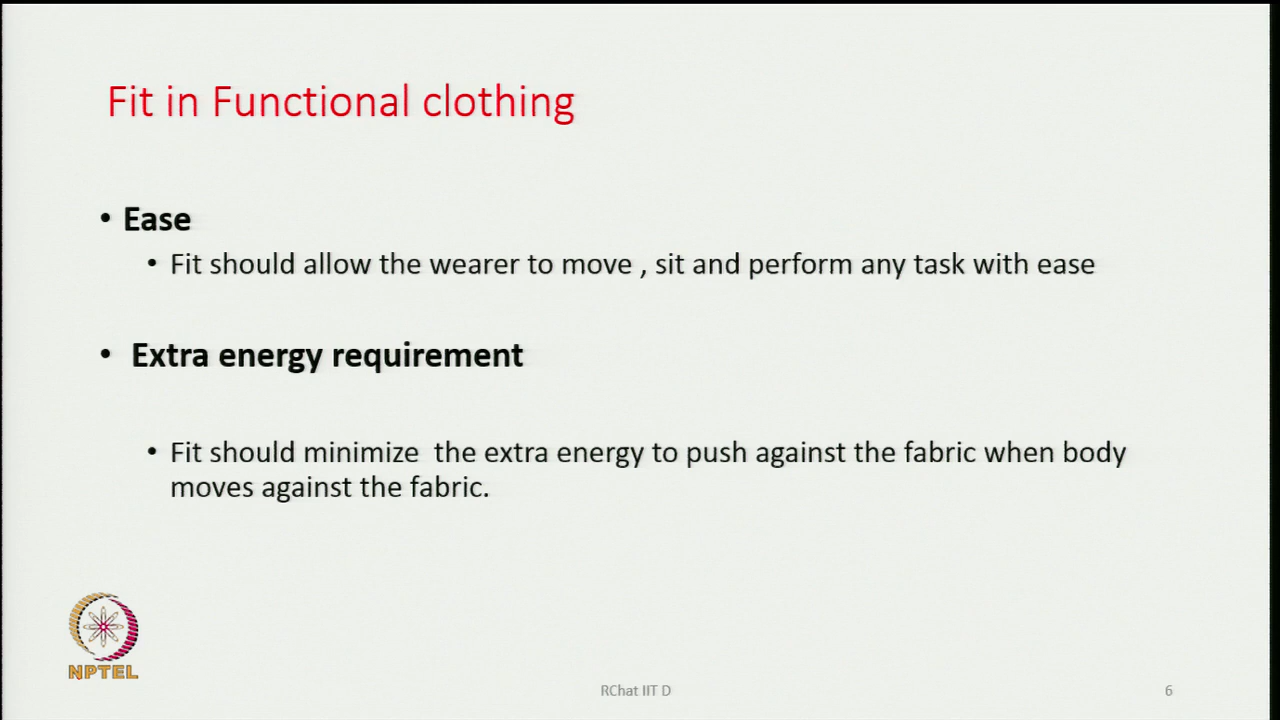 Fit in Functional clothing
• Ease
• Fit should allow the wearer to move , sit and perform any task with ease
• Extra energy requirement
• Fit should minimize  the extra energy to push against the fabric when body
moves against the fabric.
NPTEL
RChat IIT D
6